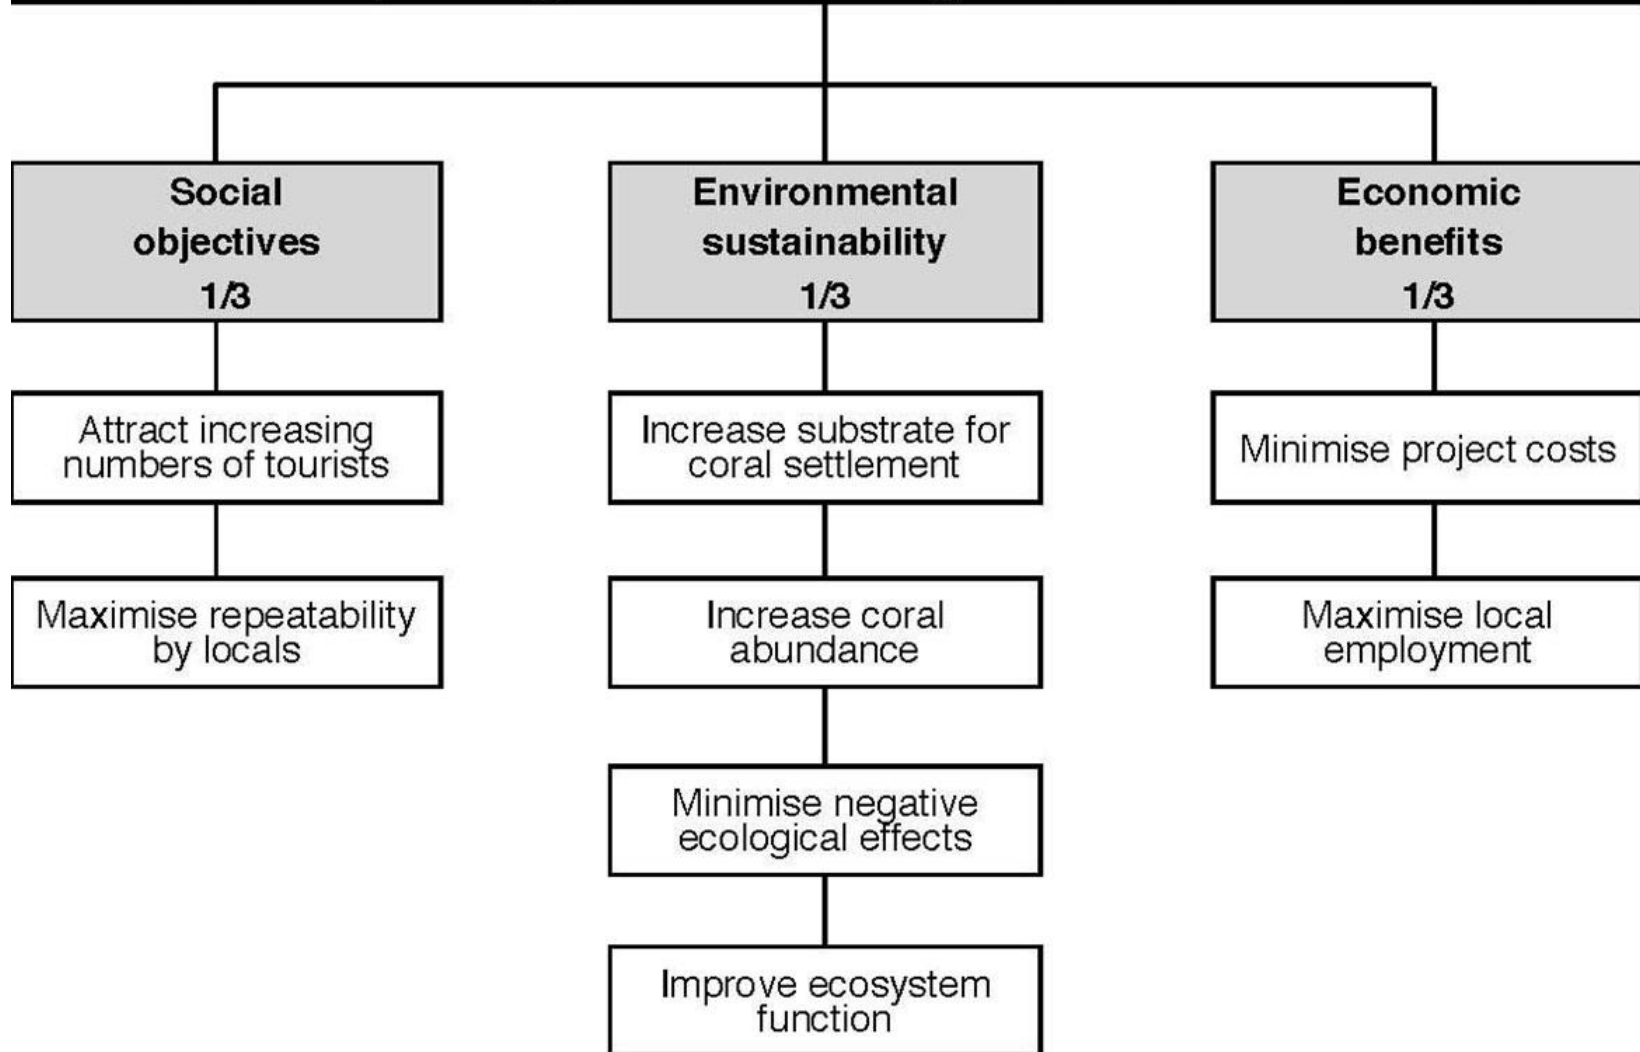 Social
objectives
1/3
Attract increasing
numbers of tourists
Maximise repeatability
by locals
Environmental
sustainability
1/3
Increase substrate for
coral settlement
Increase coral
abundance
Minimise negative
ecological effects
Improve ecosystem
function
Economic
benefits
1/3
Minimise project costs
Maximise local
employment